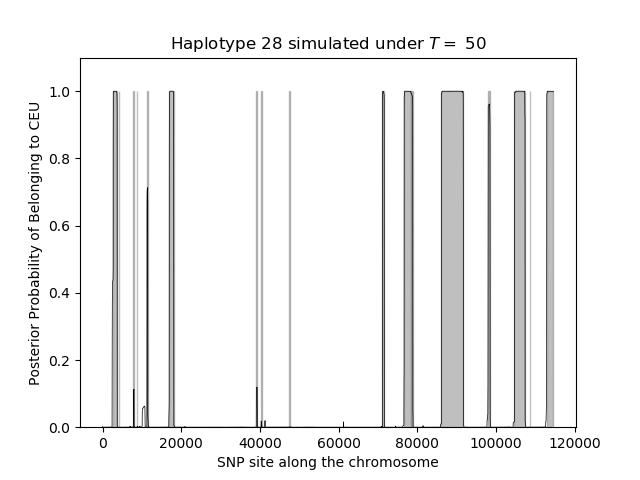 Haplotype 28 simulated under T = 50
Posterior Probability of Belonging to CEU
1.0
0.8
0.6
0.4
0.2
0.0
0 20000 40000 60000 80000 100000 120000
SNP site along the chromosome